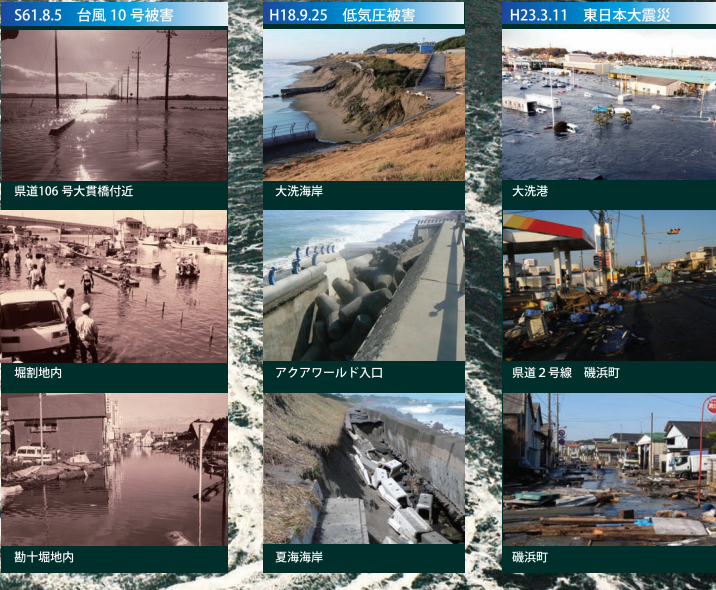 S61.8.5 台風 10 号被害
県道106 号大貫橋付近
堀割地内
勘十堀地内
H18.9.25 低気圧被害
大洗海岸
アクアワールド入口
夏海海岸
H23.3.11 東日本大震災
大洗港
県道２号線 磯浜町
磯浜町